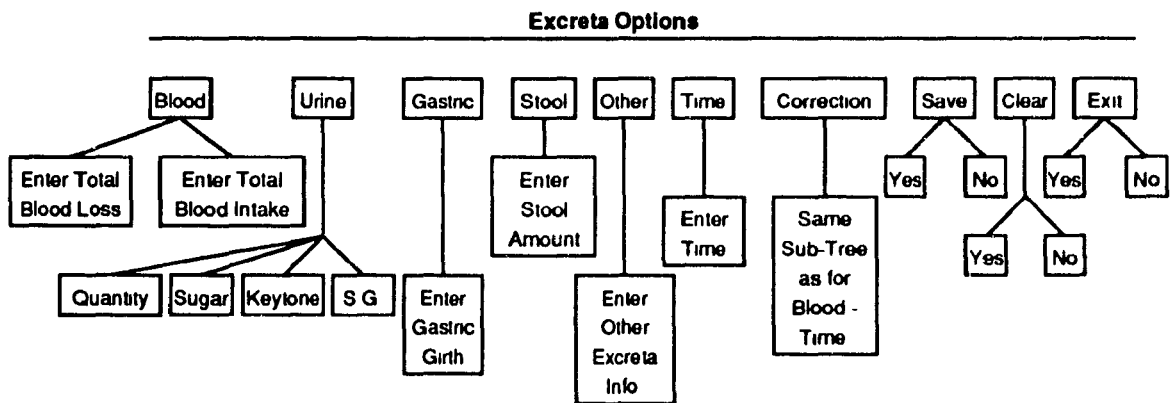 Excreta Options
Blood
Urine
Gastric
Stool
Other
Time
Correction
Save
Clear
Exit
Enter Total
Blood Loss
Enter Total
Blood Intake
Quantity
Sugar
Keytone
S G
Enter
Gastric
Girth
Enter
Stool
Amount
Enter
Other
Excreta
Info
Enter
Time
Same
Sub-Tree
as for
Blood -
Time
Yes
No
Yes
No
Yes
No